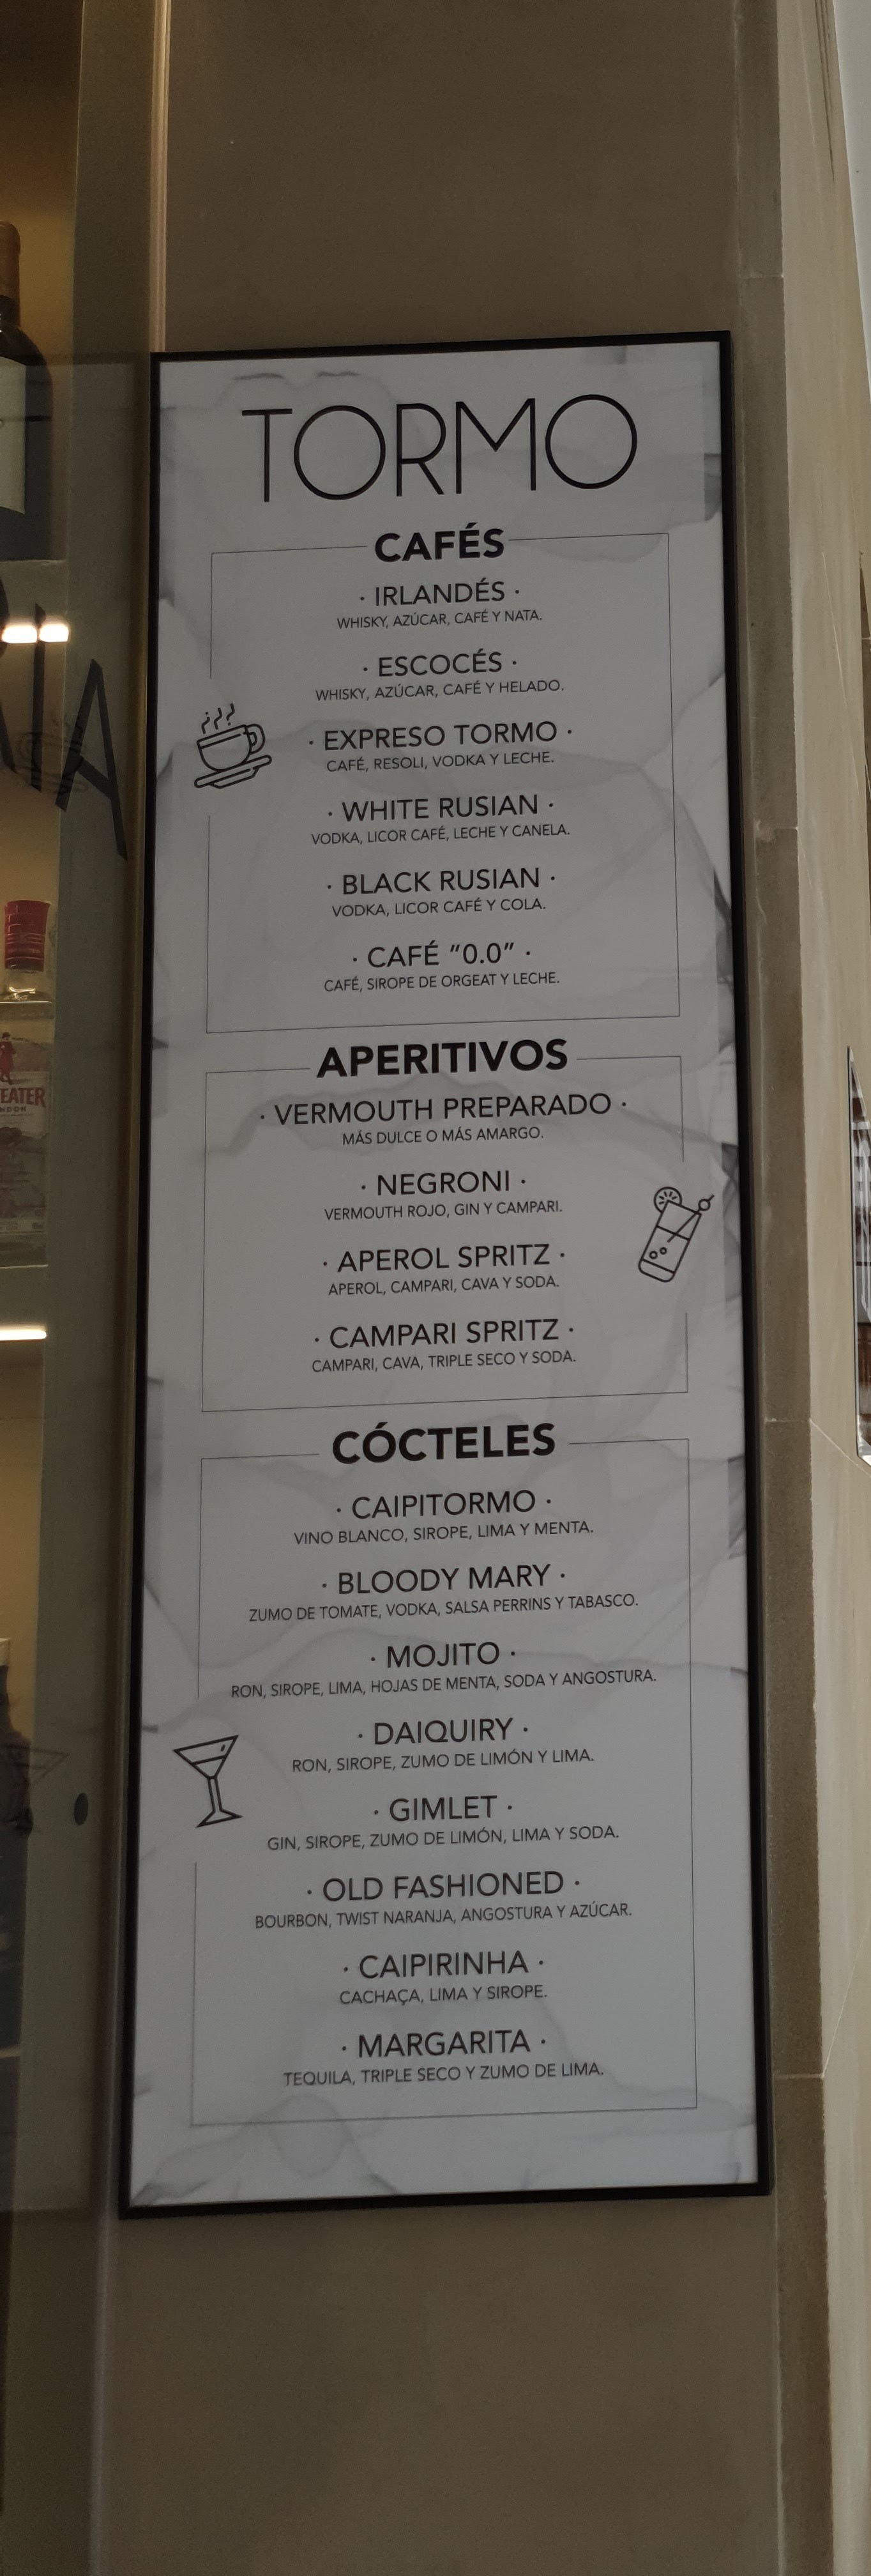 TORMO
CAFÉS
· IRLANDÉS ·
WHISKY, AZÚCAR, CAFÉ Y NATA.
· ESCOCÉS ·
WHISKY, AZÚCAR, CAFÉ Y HELADO.
· EXPRESO TORMO ·
CAFÉ, RESOLI, VODKA Y LECHE.
· WHITE RUSIAN ·
VODKA, LICOR CAFÉ, LECHE Y CANELA.
· BLACK RUSIAN ·
VODKA, LICOR CAFÉ Y COLA.
· CAFÉ "0.0" ·
CAFÉ, SIROPE DE ORGEAT Y LECHE.
APERITIVOS
· VERMOUTH PREPARADO ·
MÁS DULCE O MÁS AMARGO.
· NEGRONI ·
VERMOUTH ROJO, GIN Y CAMPARI.
· APEROL SPRITZ ·
APEROL, CAMPARI, CAVA Y SODA.
· CAMPARI SPRITZ ·
CAMPARI, CAVA, TRIPLE SECO Y SODA.
CÓCTELES
· CAIPITORMO ·
VINO BLANCO, SIROPE, LIMA Y MENTA.
· BLOODY MARY ·
ZUMO DE TOMATE, VODKA, SALSA PERRINS Y TABASCO.
· MOJITO ·
RON, SIROPE, LIMA, HOJAS DE MENTA, SODA Y ANGOSTURA.
· DAIQUIRY ·
RON, SIROPE, ZUMO DE LIMÓN Y LIMA.
· GIMLET ·
GIN, SIROPE, ZUMO DE LIMÓN, LIMA Y SODA.
· OLD FASHIONED ·
BOURBON, TWIST NARANJA, ANGOSTURA Y AZÚCAR.
· CAIPIRINHA ·
CACHAÇA, LIMA Y SIROPE.
· MARGARITA ·
TEQUILA, TRIPLE SECO Y ZUMO DE LIMA.
EATER